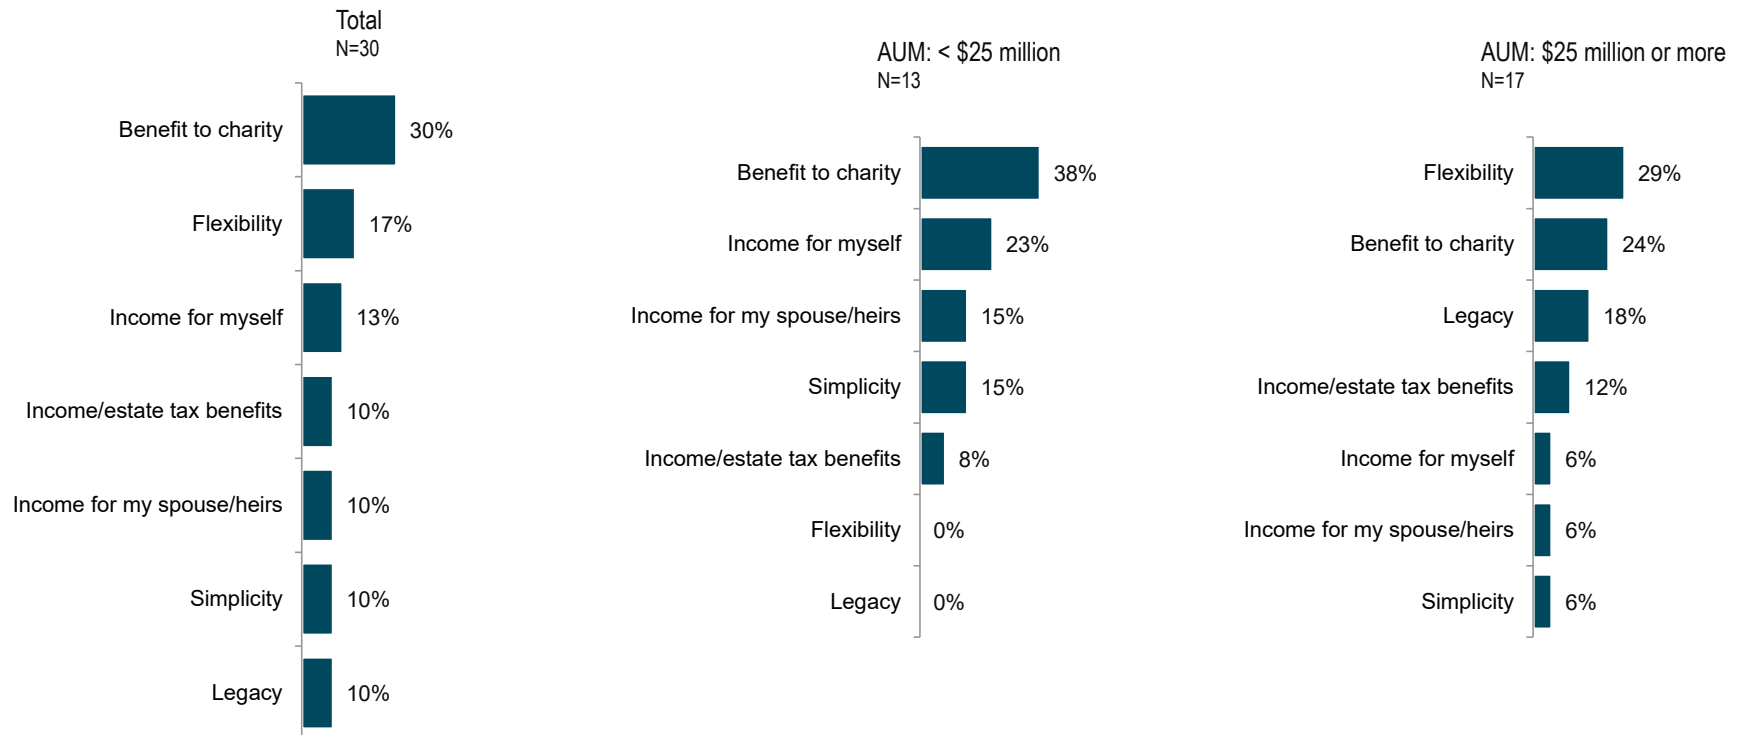 Total
N=30
Benefit to charity 30%
Flexibility 17%
Income for myself 13%
Income/estate tax benefits 10%
Income for my spouse/heirs 10%
Simplicity 10%
Legacy 10%
AUM: < $25 million
N=13
Benefit to charity 38%
Income for myself 23%
Income for my spouse/heirs 15%
Simplicity 15%
Income/estate tax benefits 8%
Flexibility 0%
Legacy 0%
AUM: $25 million or more
N=17
Flexibility 29%
Benefit to charity 24%
Legacy 18%
Income/estate tax benefits 12%
Income for myself 6%
Income for my spouse/heirs 6%
Simplicity 6%